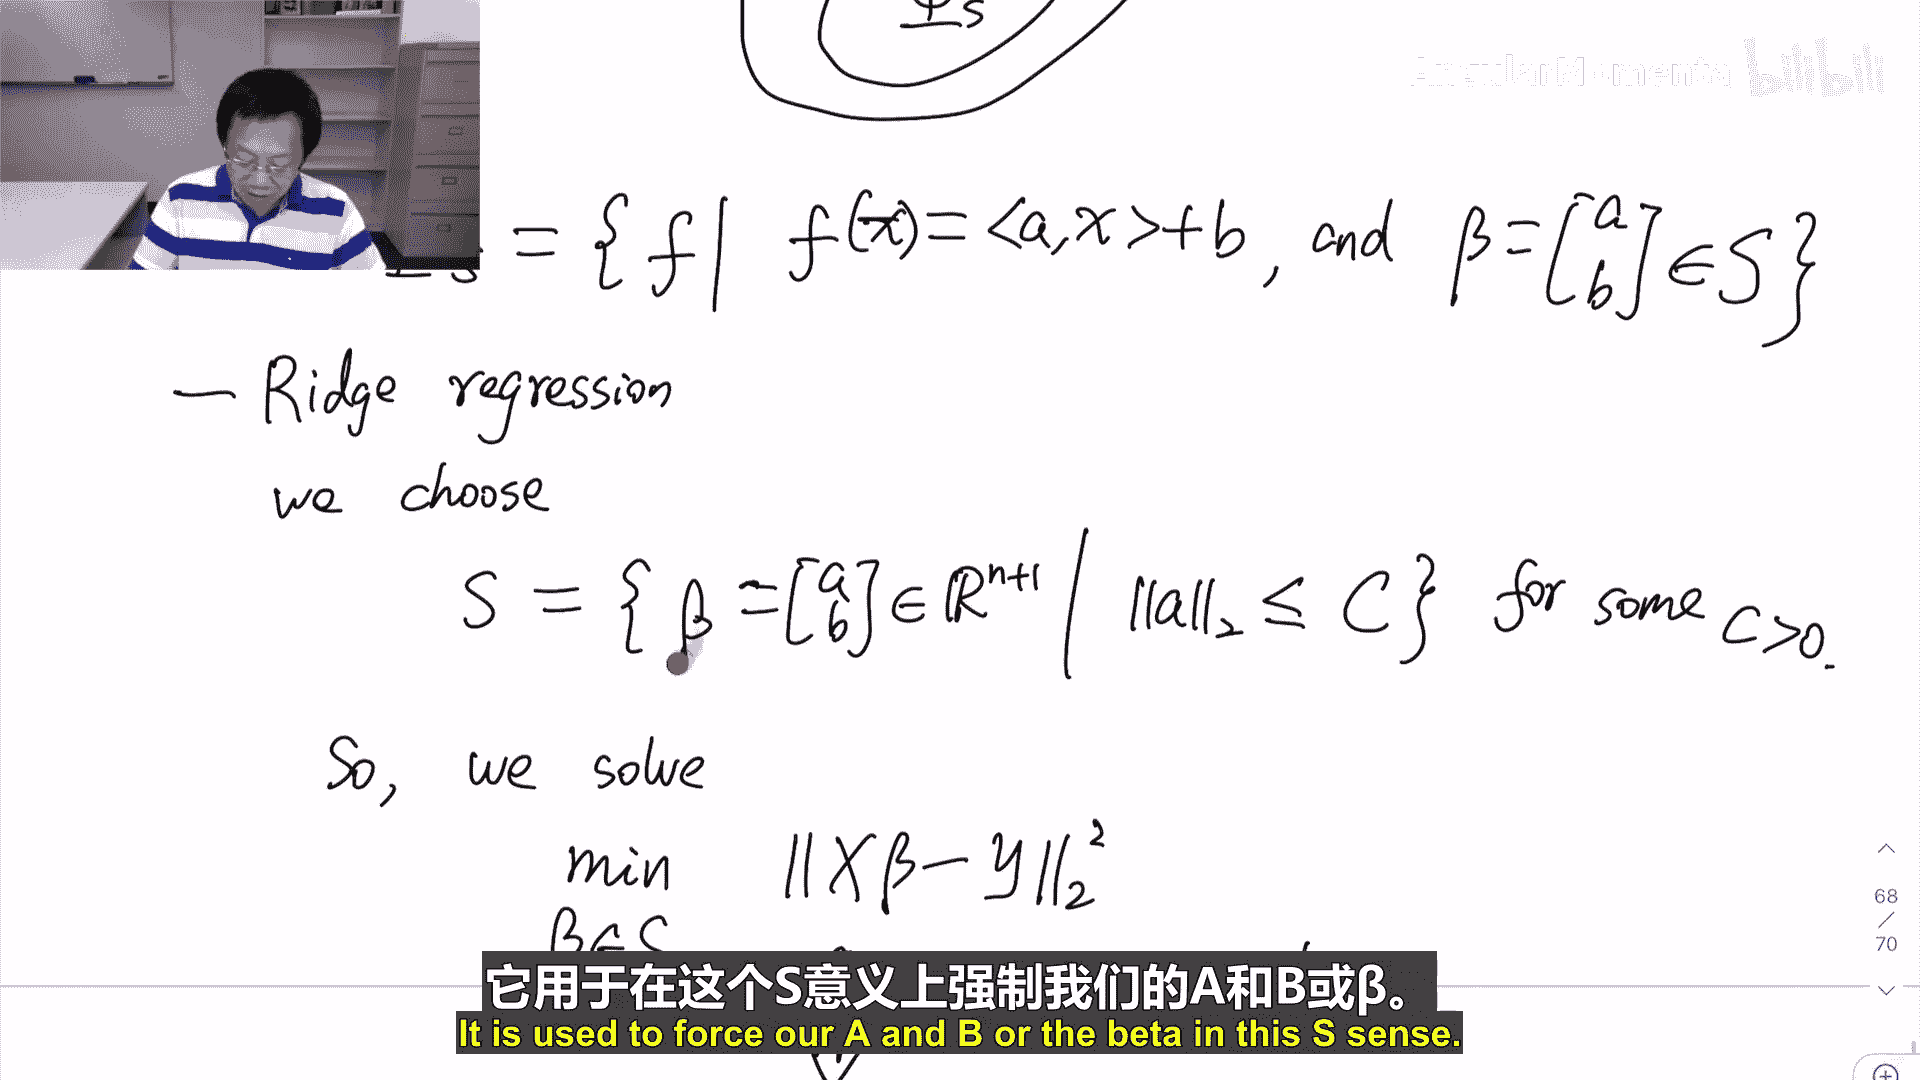 AngularMomenta bilibili
s = { f | f(x) = <a, x> + b, and β = [a b] ∈ S }
— Ridge regression
we choose
S = { β = [a b] ∈ ℝⁿ⁺¹ | ||a||₂ ≤ C } for some C>0.
So, we solve
min ||Xβ − y||₂²
β∈S
68
/
70
它用于在这个S意义上强制我们的A和B或β。
It is used to force our A and B or the beta in this S sense.